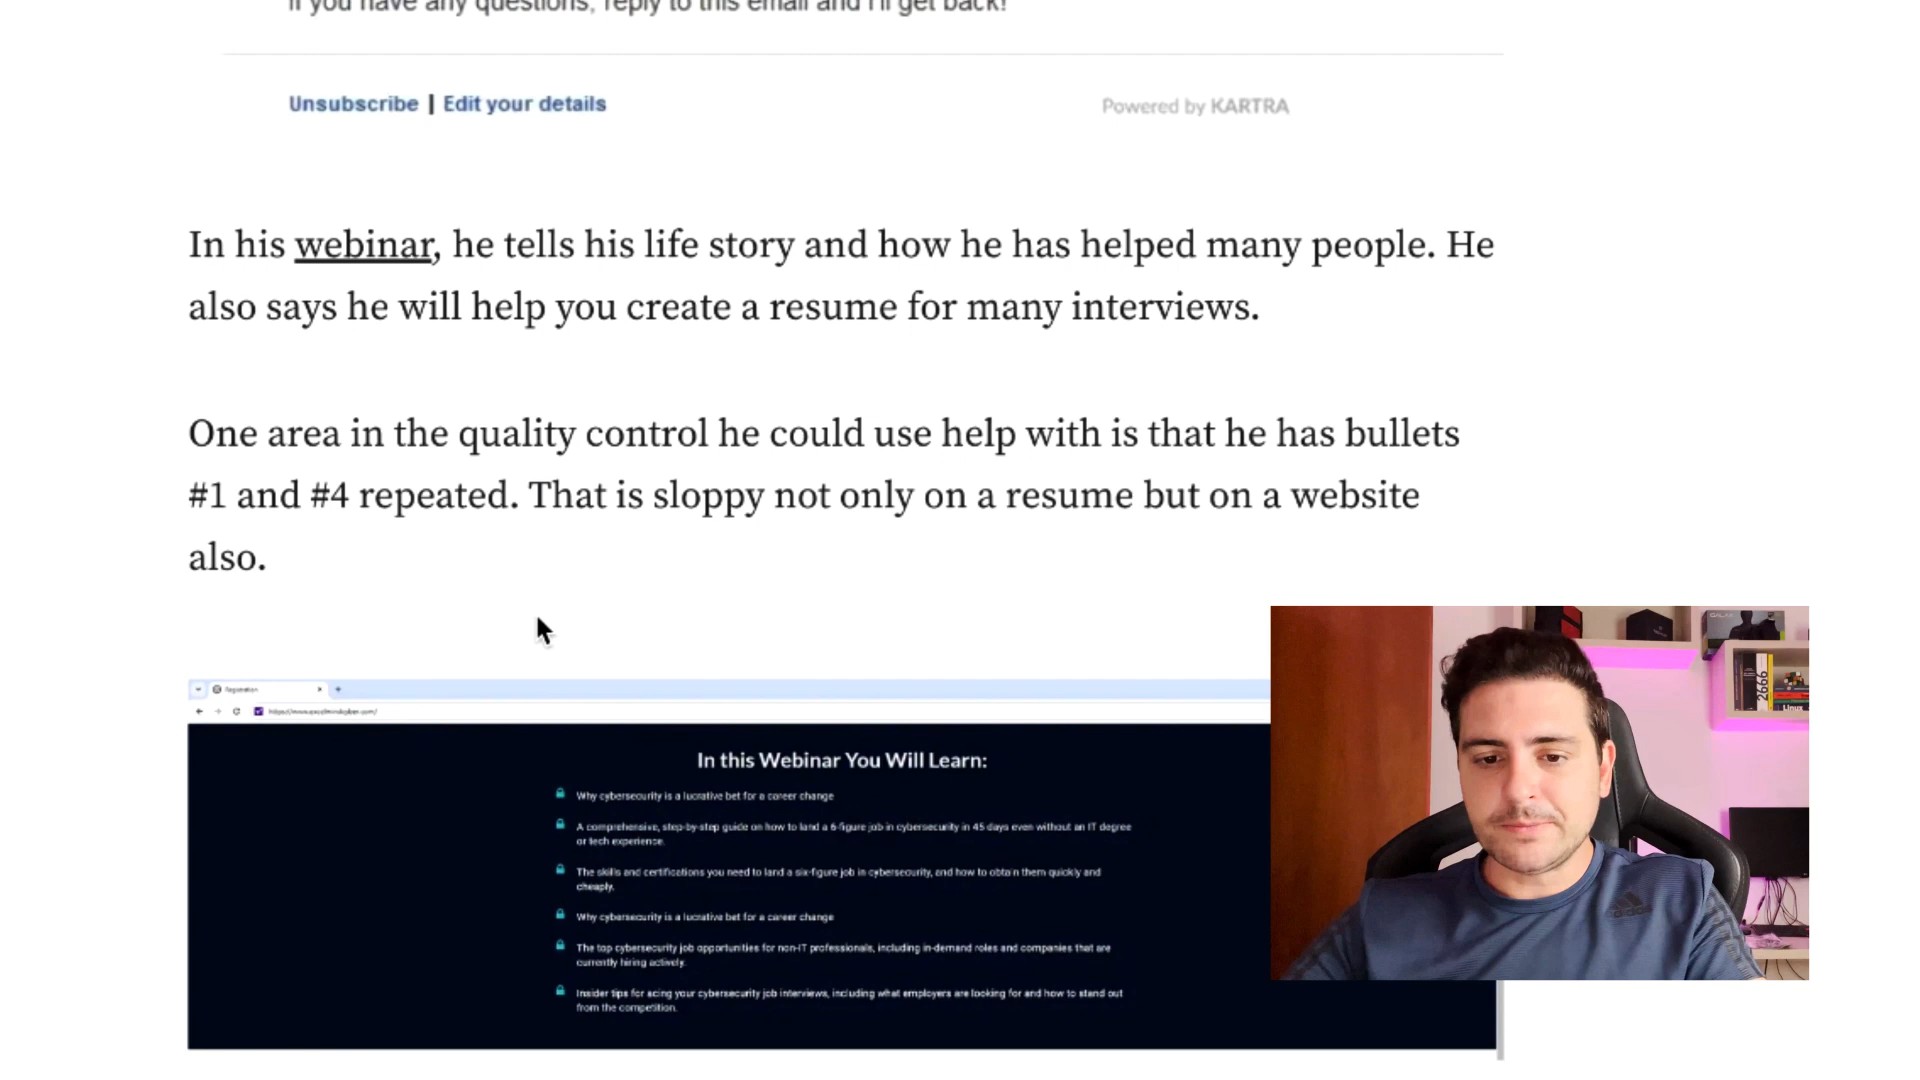 if you have any questions, reply to this email and I'll get back!
Unsubscribe | Edit your details
Powered by KARTRA
In his webinar, he tells his life story and how he has helped many people. He
also says he will help you create a resume for many interviews.
One area in the quality control he could use help with is that he has bullets
#1 and #4 repeated. That is sloppy not only on a resume but on a website
also.
Registration
In this Webinar You Will Learn:
Why cybersecurity is a lucrative bet for a career change
A comprehensive, step-by-step guide on how to land a 6-figure job in cybersecurity in 45 days even without an IT degree
or tech experience.
The skills and certifications you need to land a six-figure job in cybersecurity, and how to obtain them quickly and
cheaply.
Why cybersecurity is a lucrative bet for a career change
The top cybersecurity job opportunities for non-IT professionals, including in-demand roles and companies that are
currently hiring actively.
Insider tips for acing your cybersecurity job interviews, including what employers are looking for and how to stand out
from the competition.
2666
Linux
adidas